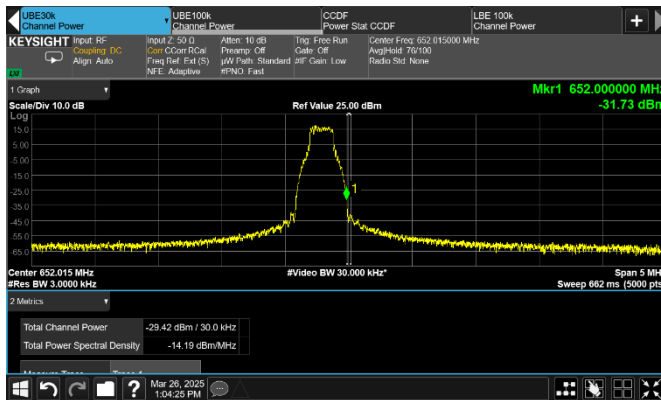 UBE30k
Channel Power
UBE100k
Channel Power
CCDF
Power Stat CCDF
LBE 100k
Channel Power
KEYSIGHT
Input: RF
Coupling: DC
Align: Auto
Input Z: 50 Ω
Corr CCorr RCal
Freq Ref: Ext (S)
NFE: Adaptive
Atten: 10 dB
Preamp: Off
µW Path: Standard
#PNO: Fast
Trig: Free Run
Gate: Off
#IF Gain: Low
Center Freq: 652.015000 MHz
Avg|Hold: 76/100
Radio Std: None
1 Graph
Scale/Div 10.0 dB
Ref Value 25.00 dBm
Mkr1 652.000000 MHz
-31.73 dBm
Log
15.0
5.00
-5.00
-15.0
-25.0
-35.0
-45.0
-55.0
-65.0
1
Center 652.015 MHz
#Res BW 3.0000 kHz
#Video BW 30.000 kHz*
Span 5 MH
Sweep 662 ms (5000 pts
2 Metrics
Total Channel Power
-29.42 dBm / 30.0 kHz
Total Power Spectral Density
-14.19 dBm/MHz
Measure Trace
Trace 1
Mar 26, 2025
1:04:25 PM